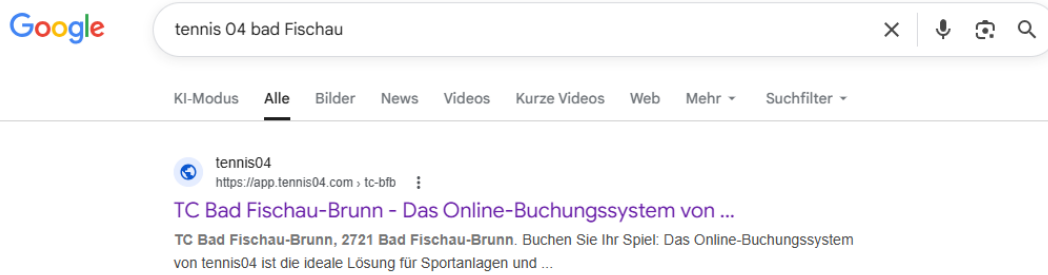 Google
tennis 04 bad Fischau
KI-Modus Alle Bilder News Videos Kurze Videos Web Mehr Suchfilter
tennis04
https://app.tennis04.com › tc-bfb
TC Bad Fischau-Brunn - Das Online-Buchungssystem von ...
TC Bad Fischau-Brunn, 2721 Bad Fischau-Brunn. Buchen Sie Ihr Spiel: Das Online-Buchungssystem
von tennis04 ist die ideale Lösung für Sportanlagen und ...